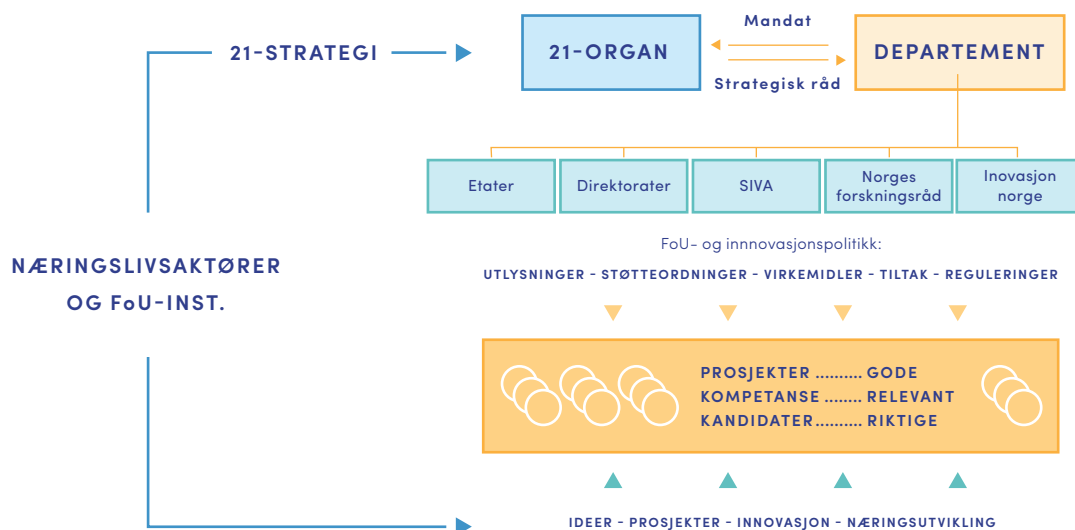 Mandat
21-STRATEGI
21-ORGAN
DEPARTEMENT
Strategisk råd
Etater
Direktorater
SIVA
Norges
forskningsråd
Inovasjon
norge
FoU- og innnovasjonspolitikk:
UTLYSNINGER - STØTTEORDNINGER - VIRKEMIDLER - TILTAK - REGULERINGER
NÆRINGSLIVSAKTØRER
OG FoU-INST.
PROSJEKTER .......... GODE
KOMPETANSE ........ RELEVANT
KANDIDATER.......... RIKTIGE
IDEER - PROSJEKTER - INNOVASJON - NÆRINGSUTVIKLING